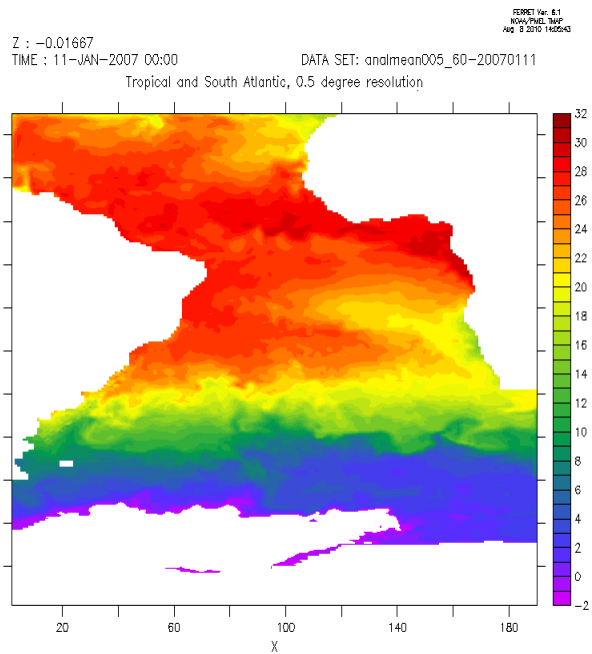 FERRET Ver. 6.1
NOAA/PMEL TMAP
Aug 3 2010 14:05:43
Z : -0.01667
TIME : 11-JAN-2007 00:00
DATA SET: analmean005_60-20070111
Tropical and South Atlantic, 0.5 degree resolution
32
30
28
26
24
22
20
18
16
14
12
10
8
6
4
2
0
-2
20 60 100 140 180
X